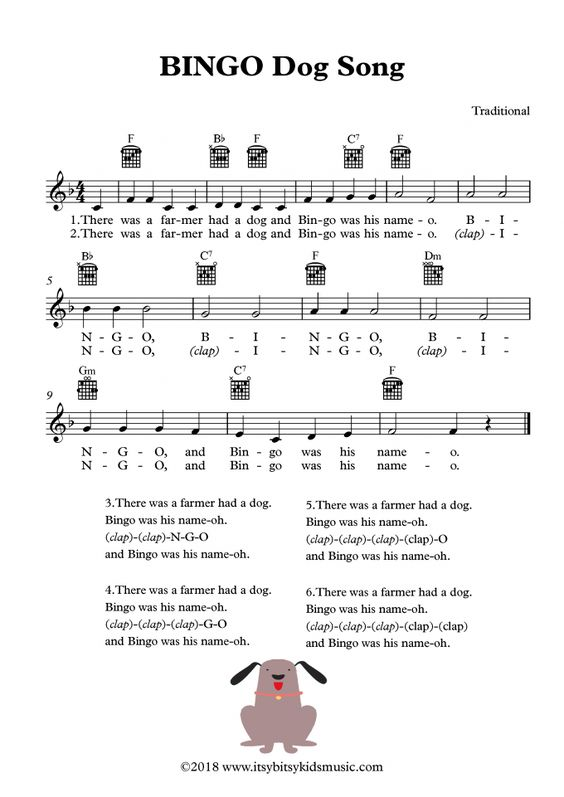 BINGO Dog Song
Traditional
F B♭ F C7 F
1.There was a far-mer had a dog and Bin-go was his name-o. B - I -
2.There was a far-mer had a dog and Bin-go was his name-o. (clap) - I -
5
B♭ C7 F Dm
N - G - O, B - I - N - G - O, B - I -
N - G - O, (clap) - I - N - G - O, (clap) - I -
9
Gm C7 F
N - G - O, and Bin - go was his name - o.
N - G - O, and Bin - go was his name - o.
3.There was a farmer had a dog.
Bingo was his name-oh.
(clap)-(clap)-N-G-O
and Bingo was his name-oh.
4.There was a farmer had a dog.
Bingo was his name-oh.
(clap)-(clap)-(clap)-G-O
and Bingo was his name-oh.
5.There was a farmer had a dog.
Bingo was his name-oh.
(clap)-(clap)-(clap)-(clap)-O
and Bingo was his name-oh.
6.There was a farmer had a dog.
Bingo was his name-oh.
(clap)-(clap)-(clap)-(clap)-(clap)
and Bingo was his name-oh.
©2018 www.itsybitsykidsmusic.com